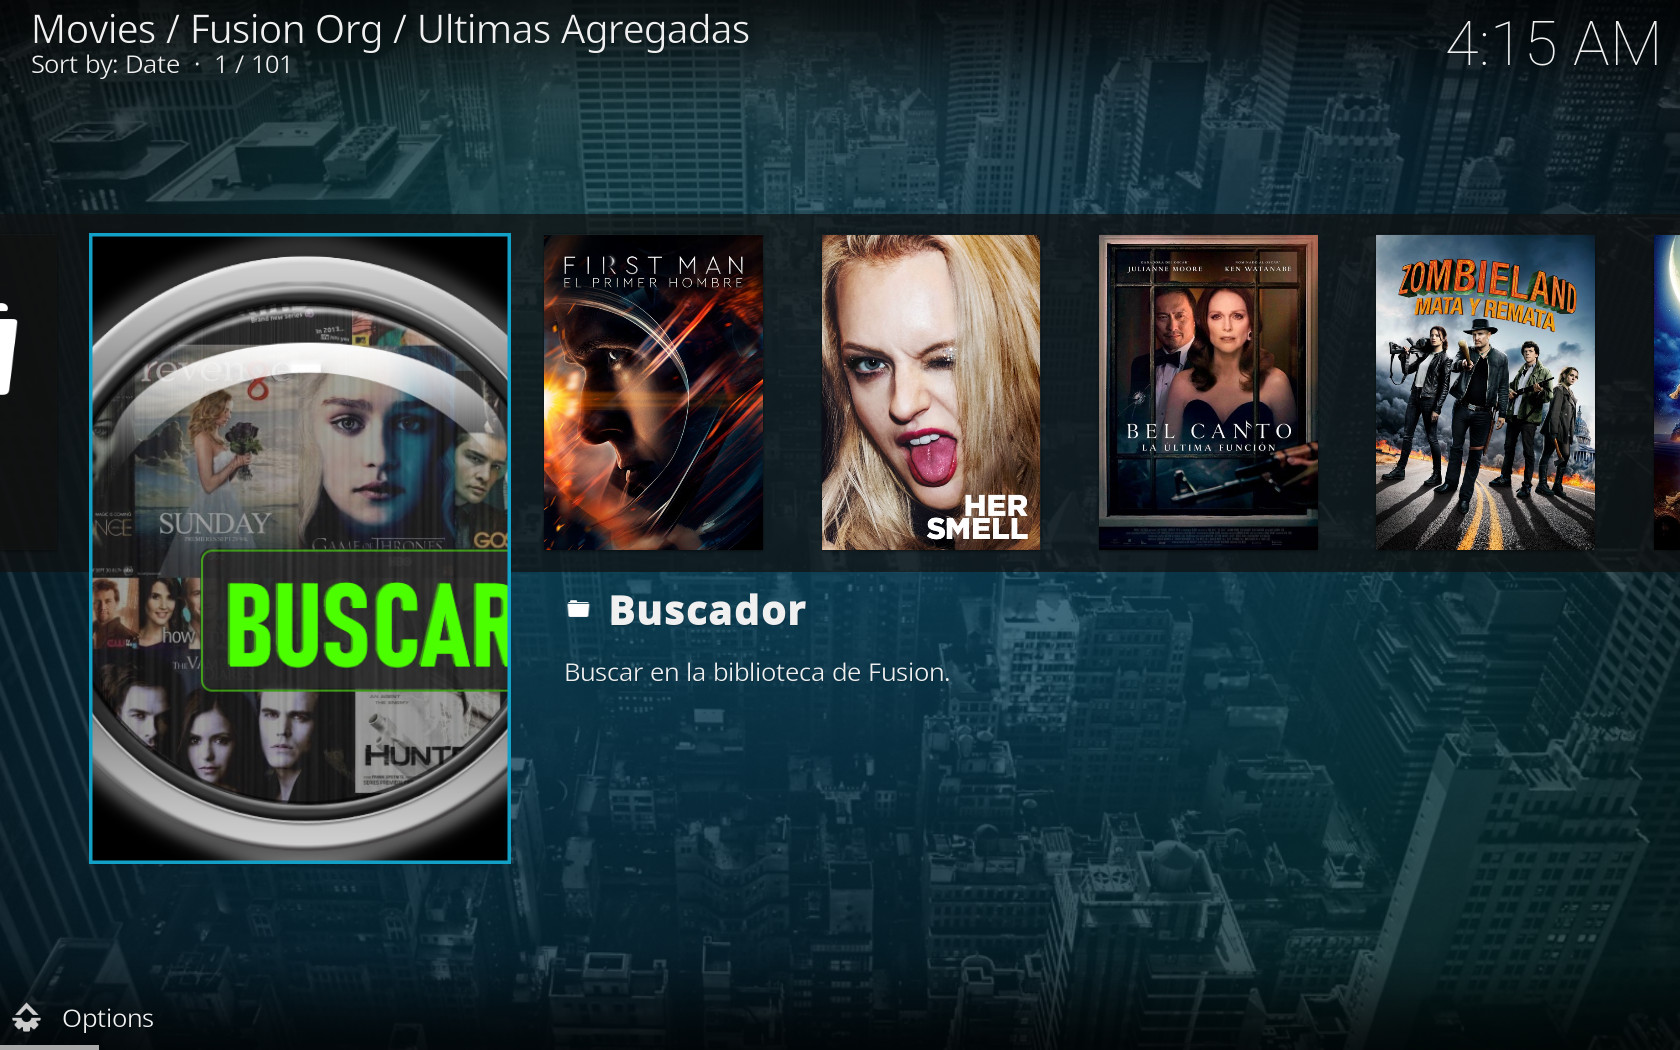 Movies / Fusion Org / Ultimas Agregadas
Sort by: Date · 1 / 101
4:15 AM
revenge
SUNDAY
GAME OF THRONES
BUSCAR
how
HUNT
FIRST MAN
EL PRIMER HOMBRE
HER
SMELL
JULIANNE MOORE KEN WATANABE
BEL CANTO
LA ULTIMA FUNCIÓN
ZOMBIELAND
MATA Y REMATA
Buscador
Buscar en la biblioteca de Fusion.
Options